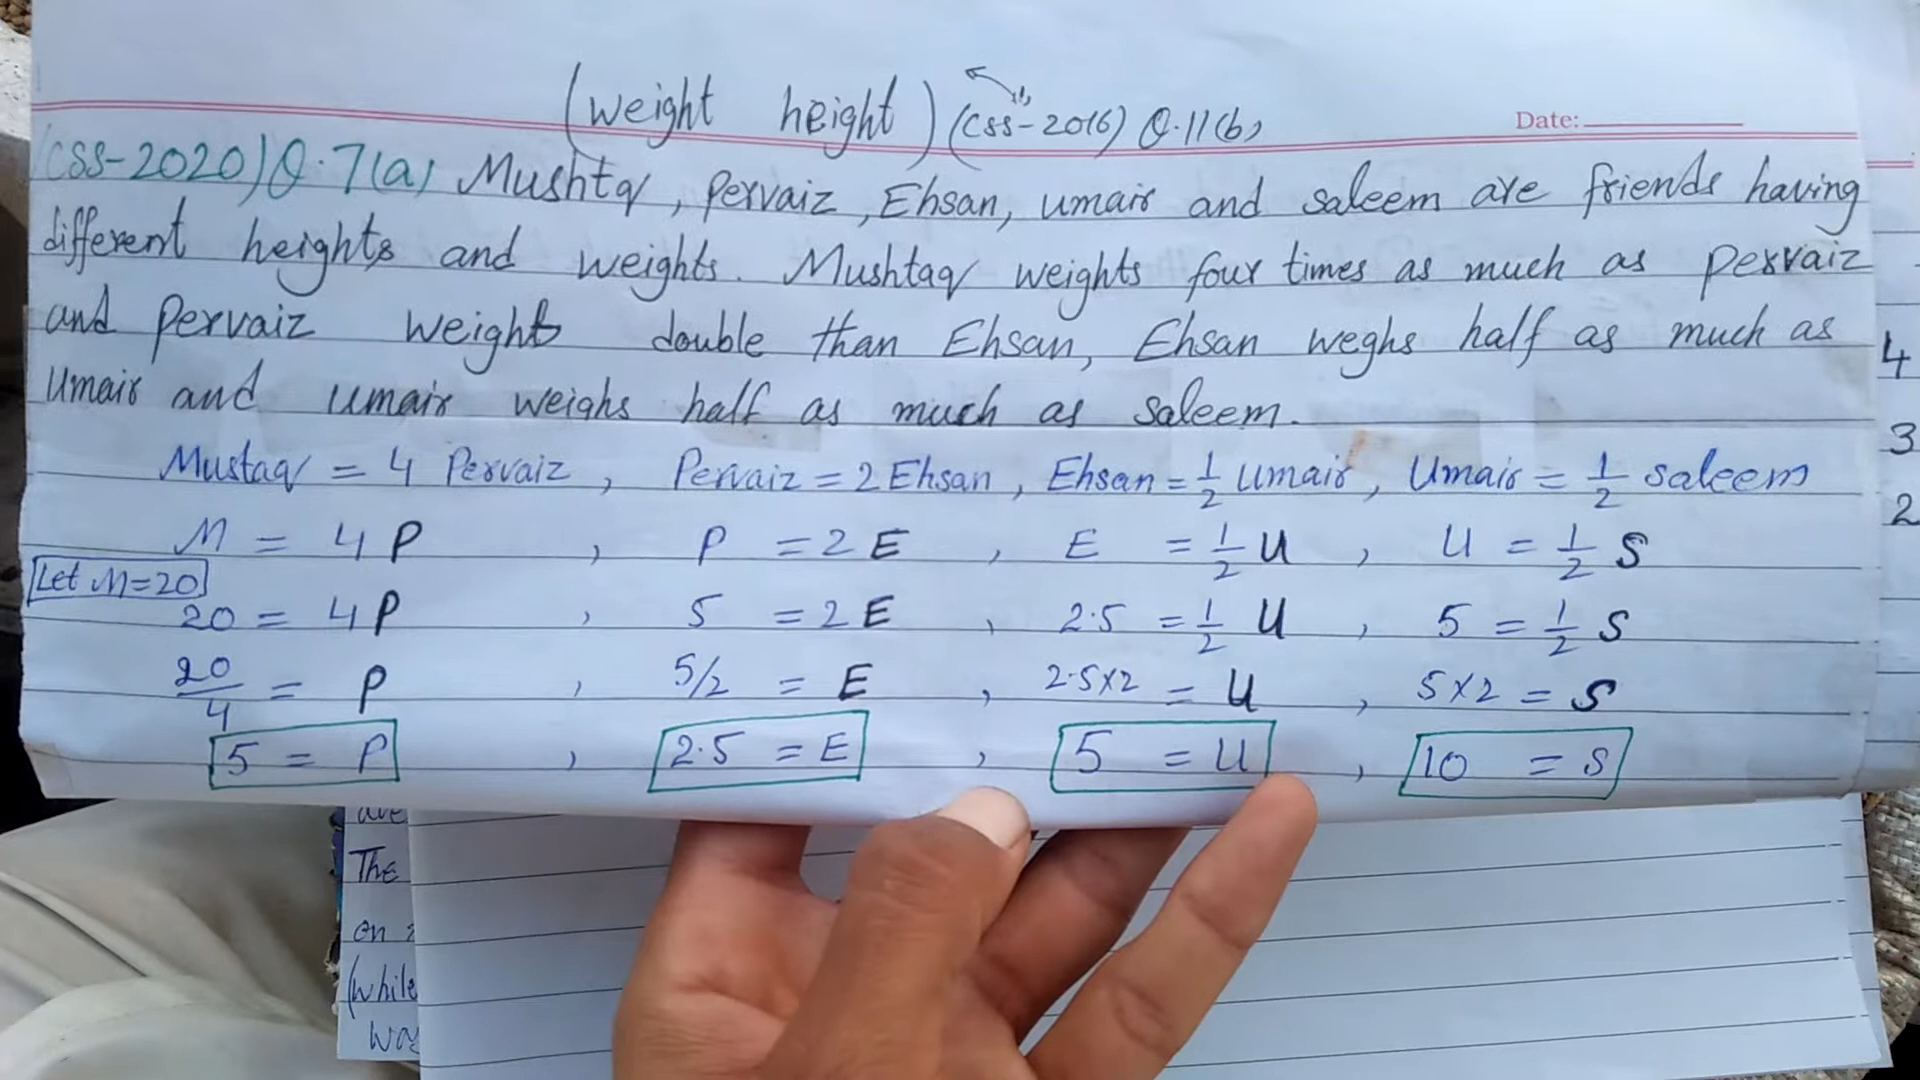 (weight height) (CSS-2016) Q.11(b)
Date:
(CSS-2020) Q.7(a) Mushtq, pervaiz, Ehsan, umair and saleem are friends having
different heights and weights. Mushtaq weights four times as much as pervaiz
and pervaiz weight double than Ehsan, Ehsan weghs half as much as
Umair and umair weighs half as much as saleem.
Mustaq = 4 Pervaiz, Pervaiz = 2 Ehsan, Ehsan = 1/2 Umair, Umair = 1/2 saleem
M = 4P, P = 2E, E = 1/2 U, U = 1/2 S
Let M=20
20 = 4P, 5 = 2E, 2.5 = 1/2 U, 5 = 1/2 S
20/4 = P, 5/2 = E, 2.5x2 = U, 5x2 = S
5 = P, 2.5 = E, 5 = U, 10 = S
4
3
2
are
The
on
(while